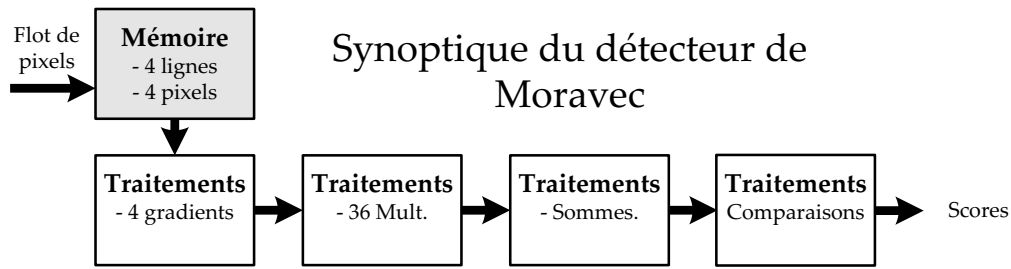 Flot de
pixels
Mémoire
- 4 lignes
- 4 pixels
Synoptique du détecteur de
Moravec
Traitements
- 4 gradients
Traitements
- 36 Mult.
Traitements
- Sommes.
Traitements
Comparaisons
Scores